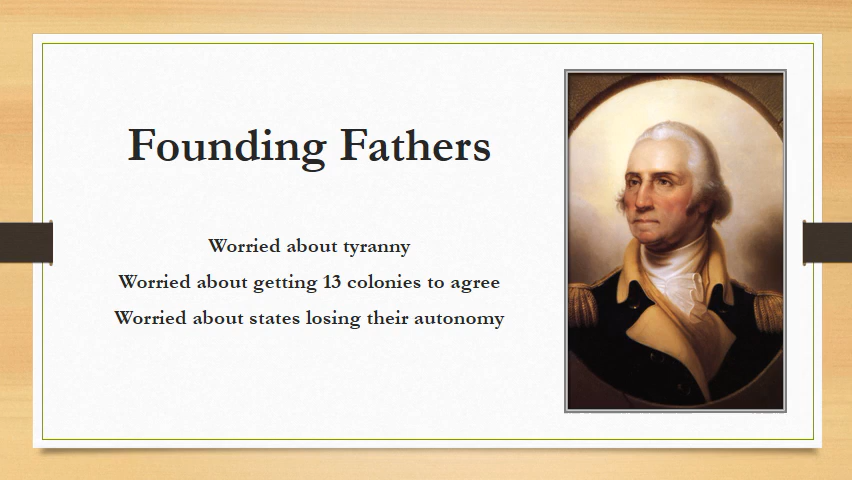 Founding Fathers
Worried about tyranny
Worried about getting 13 colonies to agree
Worried about states losing their autonomy